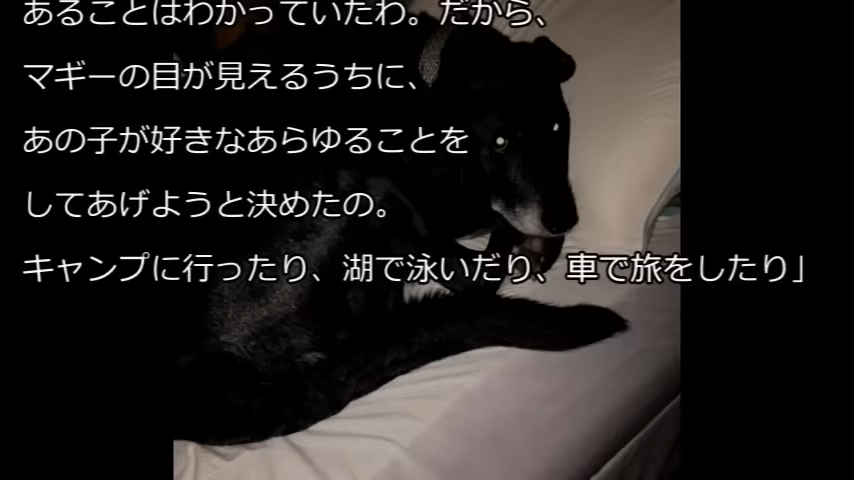 あることはわかっていたわ。だから、
マギーの目が見えるうちに、
あの子が好きなあらゆることを
してあげようと決めたの。
キャンプに行ったり、湖で泳いだり、車で旅をしたり」